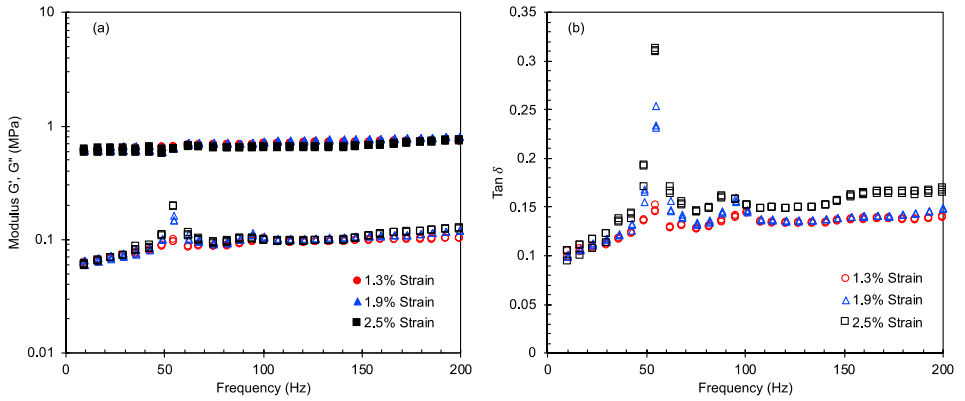 (a)
10
1
0.1
0.01
Modulus G', G'' (MPa)
0
50
100
150
200
Frequency (Hz)
1.3% Strain
1.9% Strain
2.5% Strain
(b)
0.35
0.3
0.25
0.2
0.15
0.1
0.05
0
Tan δ
0
50
100
150
200
Frequency (Hz)
1.3% Strain
1.9% Strain
2.5% Strain